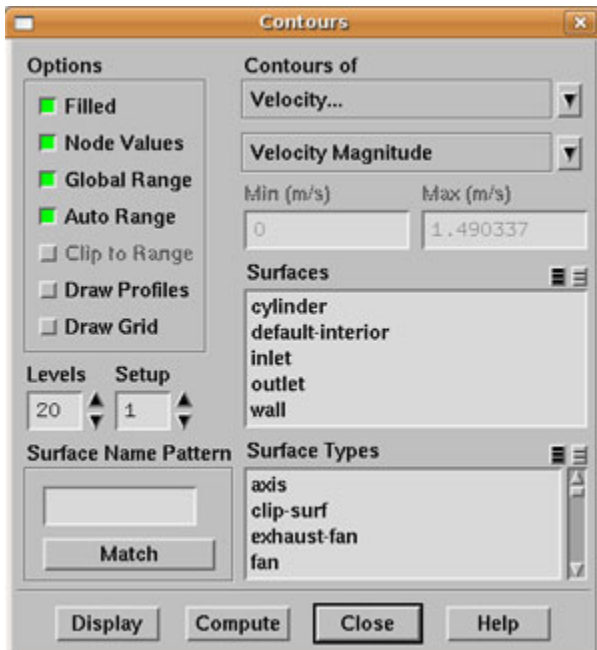 Contours
Options
Filled
Node Values
Global Range
Auto Range
Clip to Range
Draw Profiles
Draw Grid
Levels Setup
20 1
Surface Name Pattern
Match
Contours of
Velocity...
Velocity Magnitude
Min (m/s) Max (m/s)
0 1.490337
Surfaces
cylinder
default-interior
inlet
outlet
wall
Surface Types
axis
clip-surf
exhaust-fan
fan
Display Compute Close Help